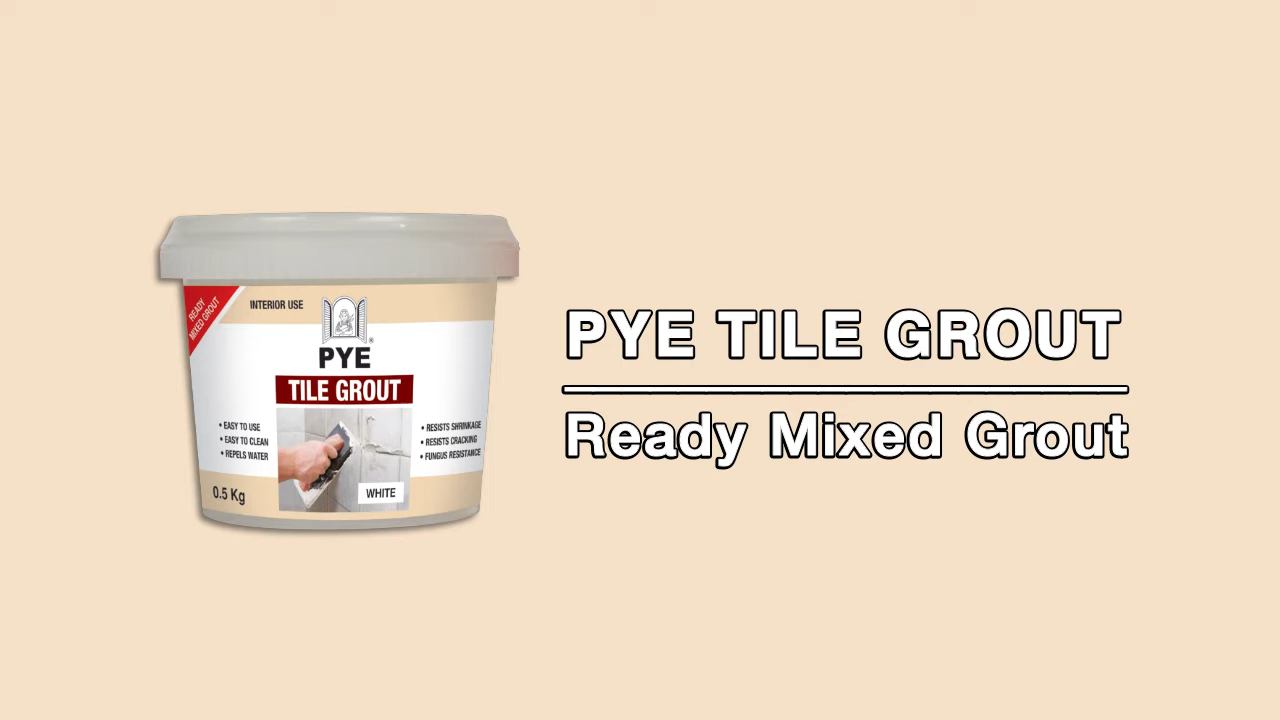 READY
MIXED GROUT
INTERIOR USE
®
PYE
TILE GROUT
• EASY TO USE
• EASY TO CLEAN
• REPELS WATER
• RESISTS SHRINKAGE
• RESISTS CRACKING
• FUNGUS RESISTANCE
WHITE
0.5 Kg
PYE TILE GROUT
Ready Mixed Grout